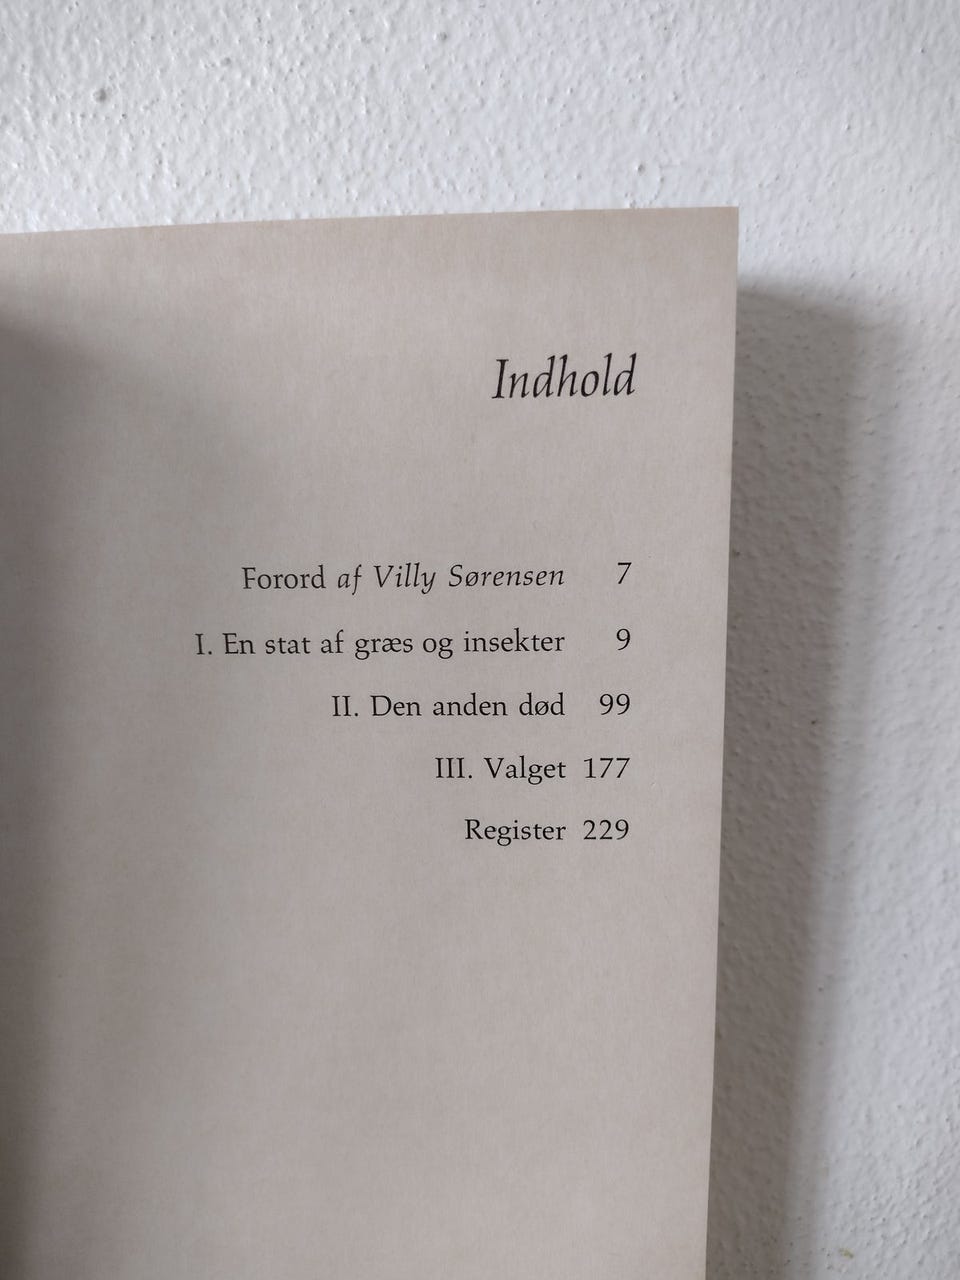 Indhold
Forord af Villy Sørensen 7
I. En stat af græs og insekter 9
II. Den anden død 99
III. Valget 177
Register 229